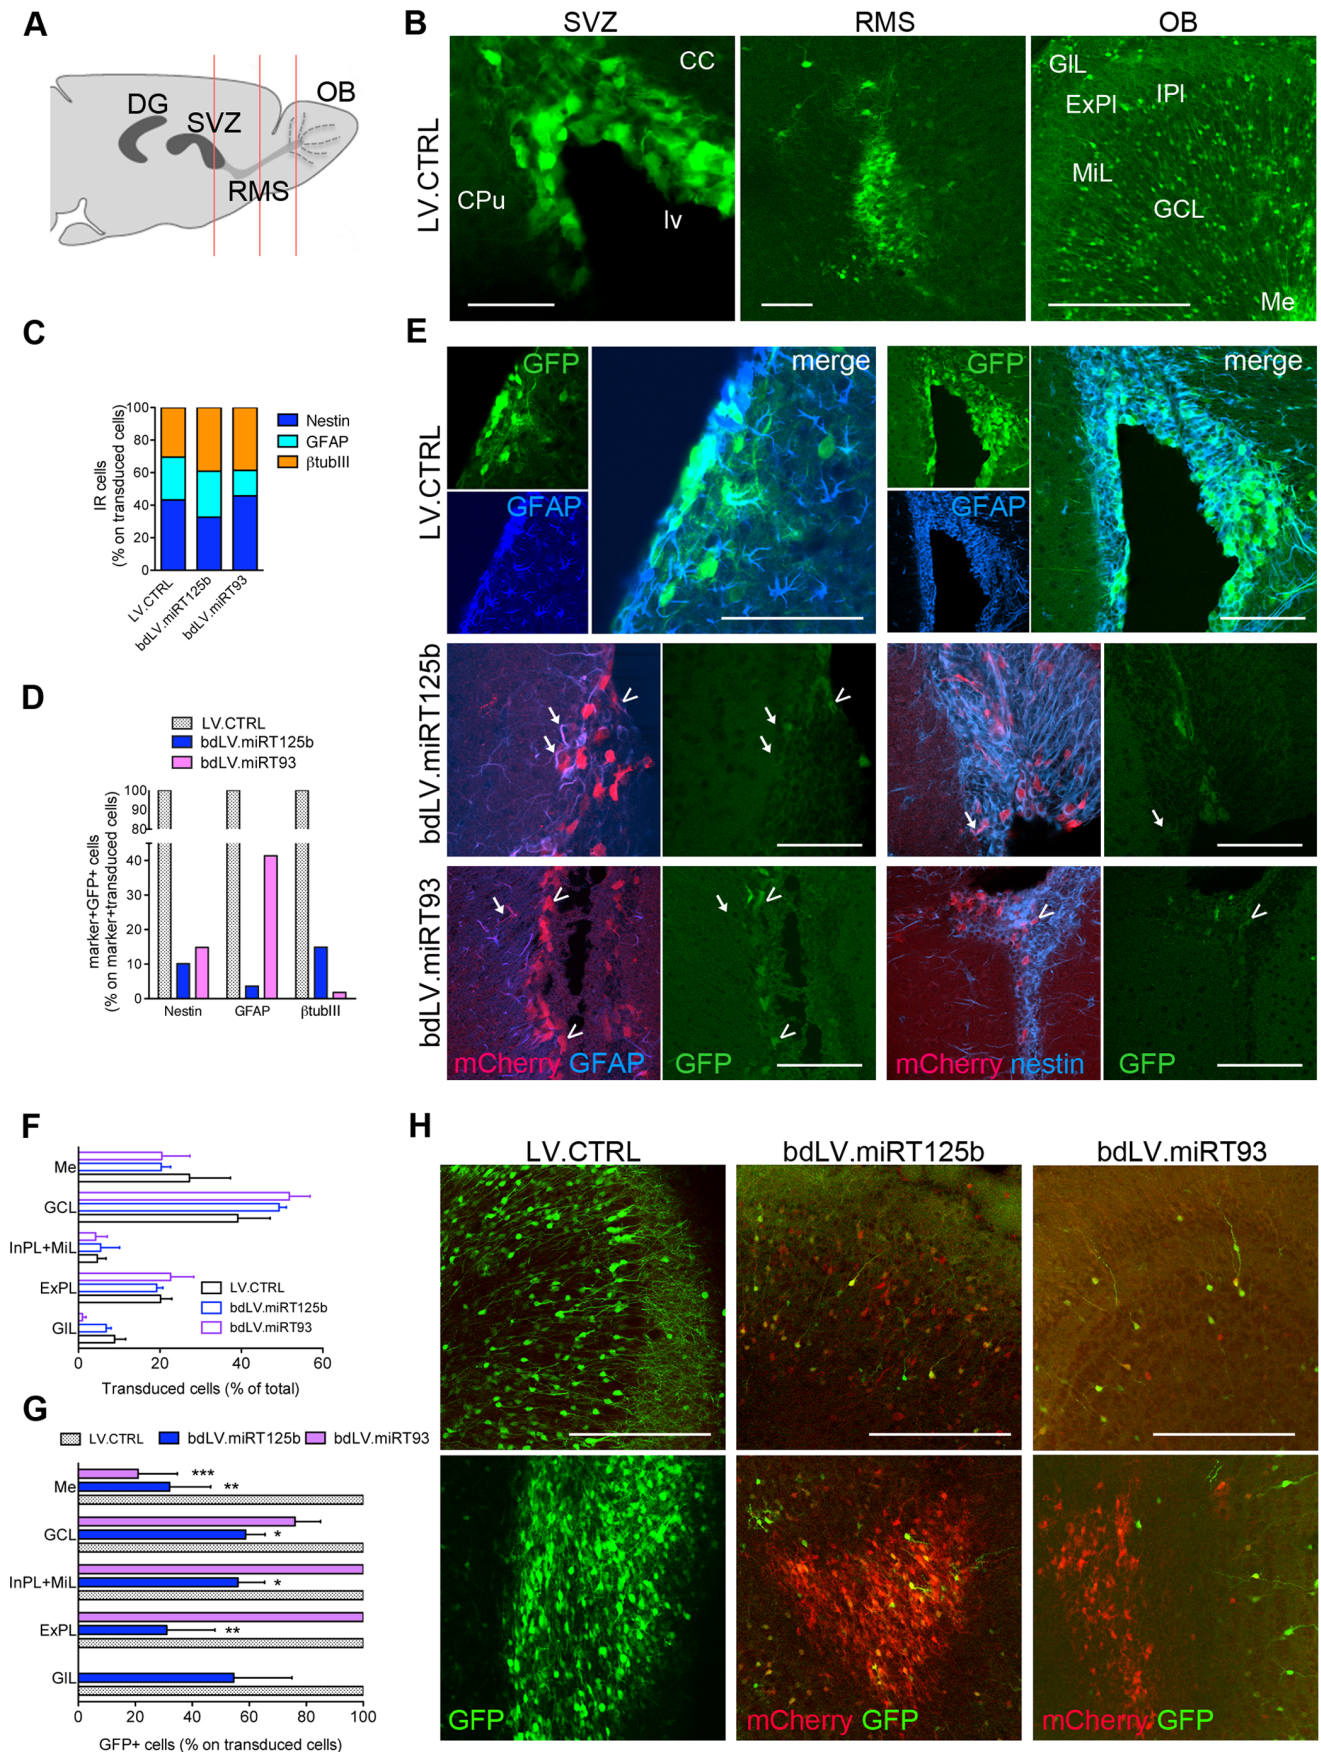 A
DG
SVZ
OB
RMS
B
SVZ
RMS
OB
LV.CTRL
CC
CPu
lv
GlL
ExPl
IPl
MiL
GCL
Me
C
IR cells
(% on transduced cells)
100
80
60
40
20
0
Nestin
GFAP
βtubIII
LV.CTRL
bdLV.miRT125b
bdLV.miRT93
D
LV.CTRL
bdLV.miRT125b
bdLV.miRT93
marker+GFP+ cells
(% on marker+transduced cells)
100
90
80
40
30
20
10
0
Nestin
GFAP
βtubIII
E
LV.CTRL
GFP
GFAP
merge
GFP
GFAP
merge
bdLV.miRT125b
bdLV.miRT93
mCherry GFAP
GFP
mCherry nestin
GFP
F
Me
GCL
InPL+MiL
ExPL
GlL
LV.CTRL
bdLV.miRT125b
bdLV.miRT93
0 20 40 60
Transduced cells (% of total)
G
LV.CTRL
bdLV.miRT125b
bdLV.miRT93
Me
***
**
GCL
*
InPL+MiL
*
ExPL
**
GlL
0 20 40 60 80 100
GFP+ cells (% on transduced cells)
H
LV.CTRL
bdLV.miRT125b
bdLV.miRT93
GFP
mCherry GFP
mCherry GFP